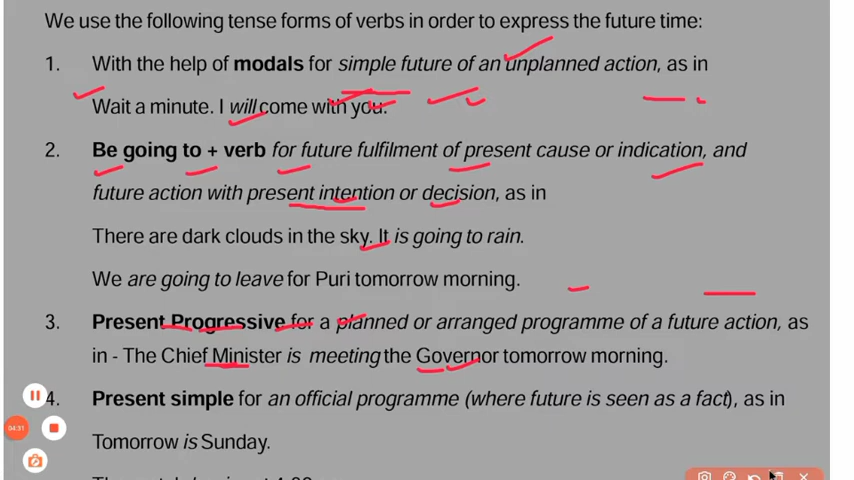 We use the following tense forms of verbs in order to express the future time:
1. With the help of modals for simple future of an unplanned action, as in
Wait a minute. I will come with you.
2. Be going to + verb for future fulfilment of present cause or indication, and
future action with present intention or decision, as in
There are dark clouds in the sky. It is going to rain.
We are going to leave for Puri tomorrow morning.
3. Present Progressive for a planned or arranged programme of a future action, as
in - The Chief Minister is meeting the Governor tomorrow morning.
4. Present simple for an official programme (where future is seen as a fact), as in
04:31
Tomorrow is Sunday.